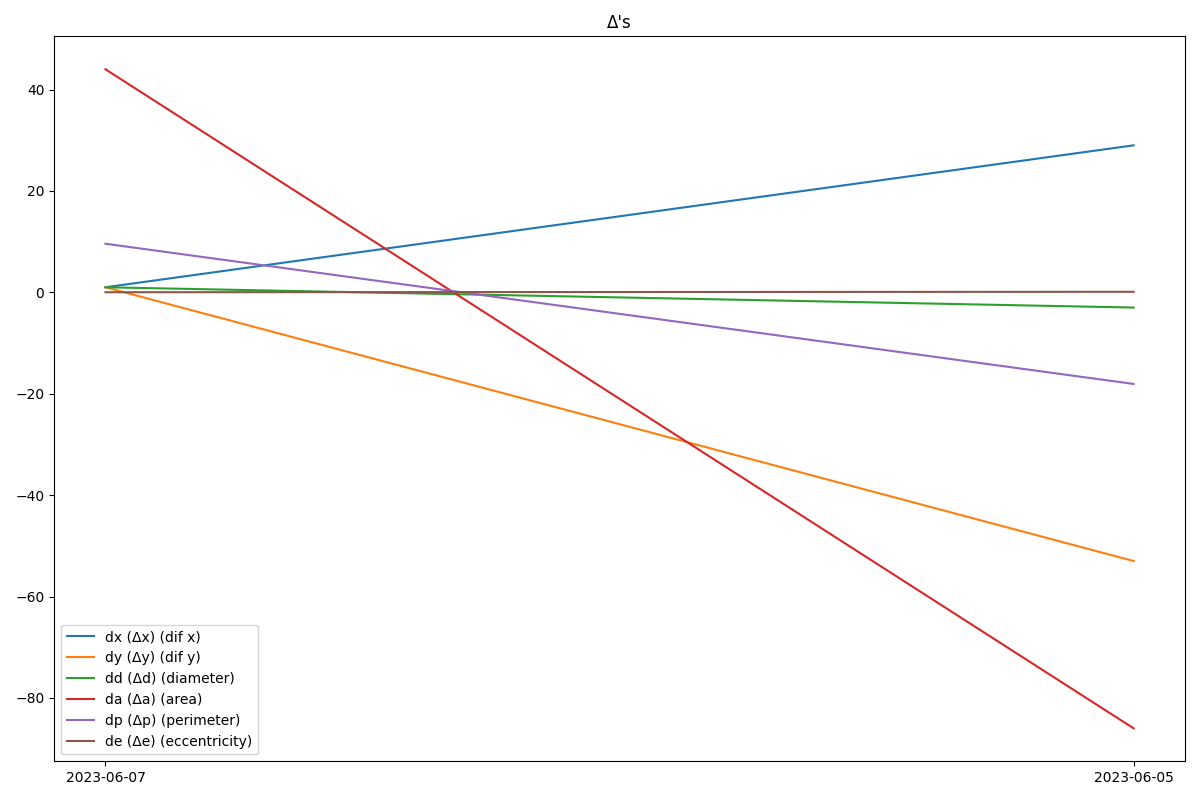 Δ's
40
20
0
−20
−40
−60
−80
dx (Δx) (dif x)
dy (Δy) (dif y)
dd (Δd) (diameter)
da (Δa) (area)
dp (Δp) (perimeter)
de (Δe) (eccentricity)
2023-06-07 2023-06-05